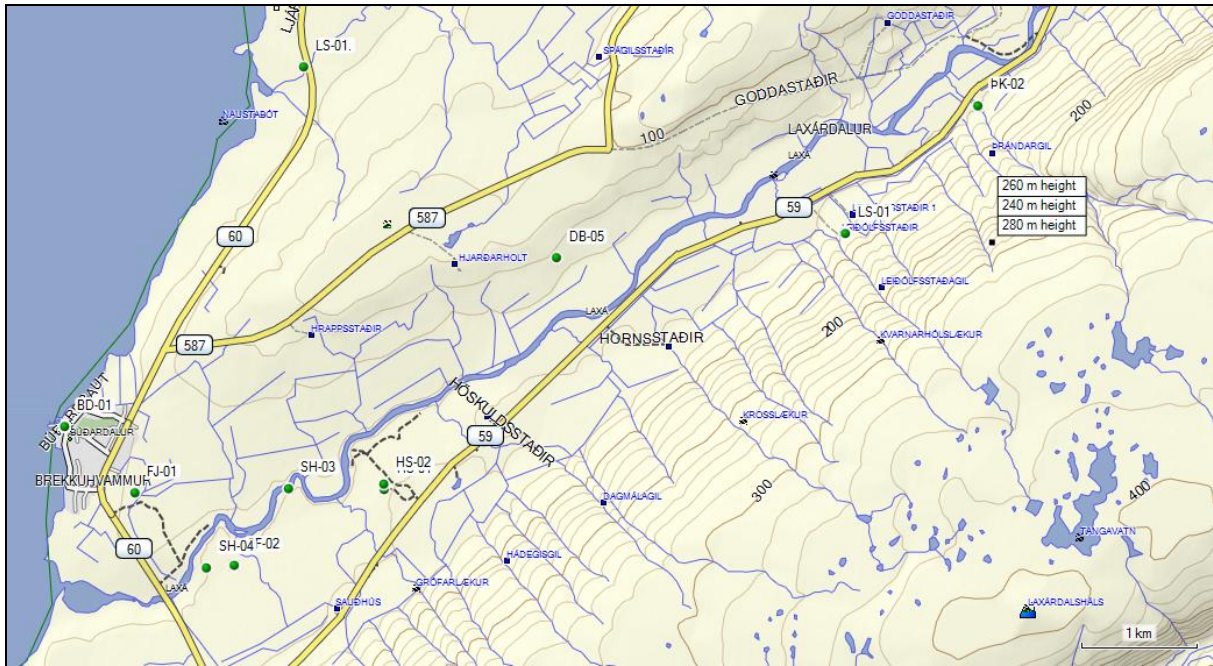 LS-01.
GODDASTAÐIR
SPÁGILSSTAÐIR
NAUSTABÓT
GODDASTAÐIR
ÞK-02
200
100
LAXÁRDALUR
LAXÁ
ÞRÁNDARGIL
260 m height
240 m height
280 m height
59
LS-01
587
60
DB-05
HJARÐARHOLT
LEIÐÓLFSSTAÐAGIL
LAXÁ
200
HRAPPSSTAÐIR
HORNSSTAÐIR
KVARNARHÓLSLÆKUR
587
BD-01
BÚÐARDALUR
HÖSKULDSSTAÐIR
59
KROSSLÆKUR
BREKKUHVAMMUR
FJ-01
SH-03
HS-02
300
400
DAGMÁLAGIL
TANGAVATN
60
SH-04
F-02
HÁDEGISGIL
LAXÁ
GRÓFARLÆKUR
SAUÐHÚS
LAXÁRDALSHÁLS
1 km